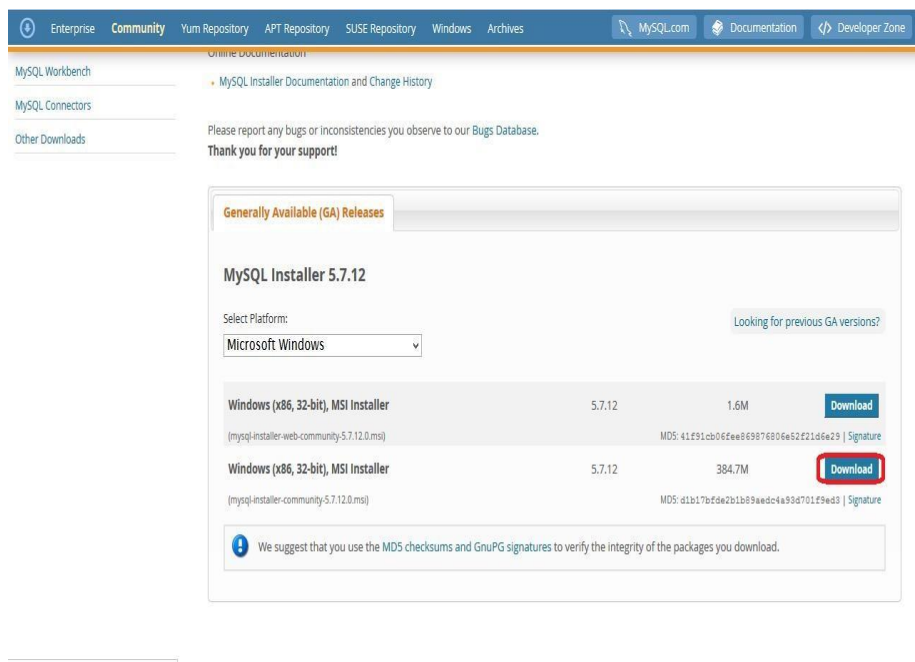 Enterprise Community Yum Repository APT Repository SUSE Repository Windows Archives MySQL.com Documentation </> Developer Zone
MySQL Workbench
MySQL Connectors
Other Downloads
Online Documentation
MySQL Installer Documentation and Change History
Please report any bugs or inconsistencies you observe to our Bugs Database.
Thank you for your support!
Generally Available (GA) Releases
MySQL Installer 5.7.12
Select Platform:
Looking for previous GA versions?
Microsoft Windows
Windows (x86, 32-bit), MSI Installer 5.7.12 1.6M Download
(mysql-installer-web-community-5.7.12.0.msi) MD5: 41f91cb06fee869876806e52f21d6e29 | Signature
Windows (x86, 32-bit), MSI Installer 5.7.12 384.7M Download
(mysql-installer-community-5.7.12.0.msi) MD5: d1b17bfde2b1b89aedc4a93d701f9ed3 | Signature
We suggest that you use the MD5 checksums and GnuPG signatures to verify the integrity of the packages you download.